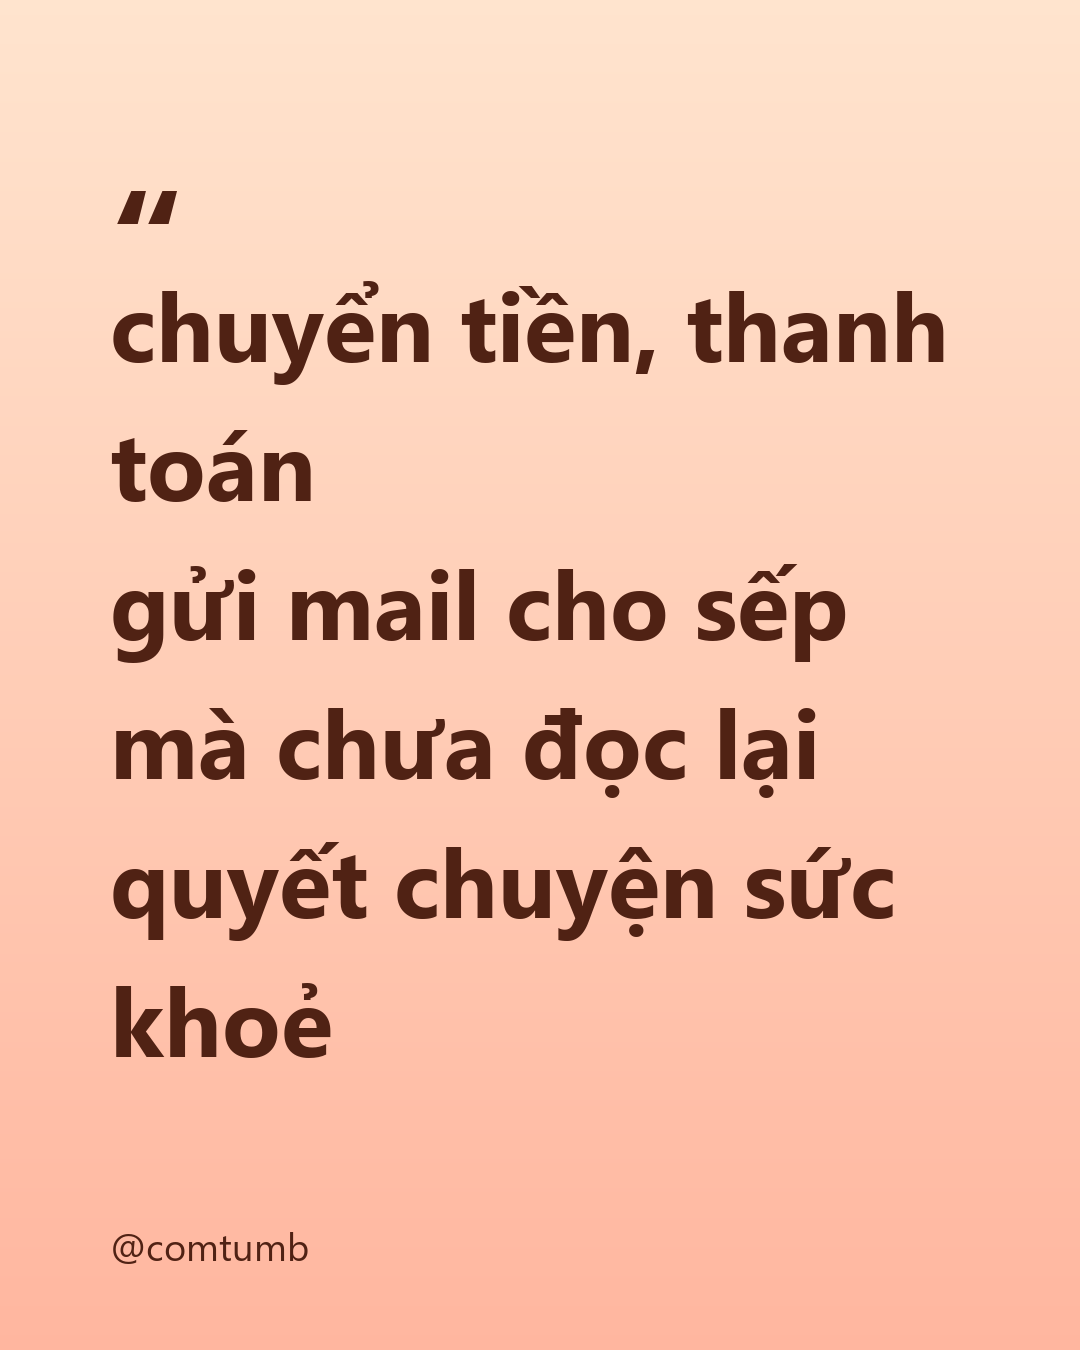 “
chuyển tiền, thanh
toán
gửi mail cho sếp
mà chưa đọc lại
quyết chuyện sức
khoẻ
@comtumb